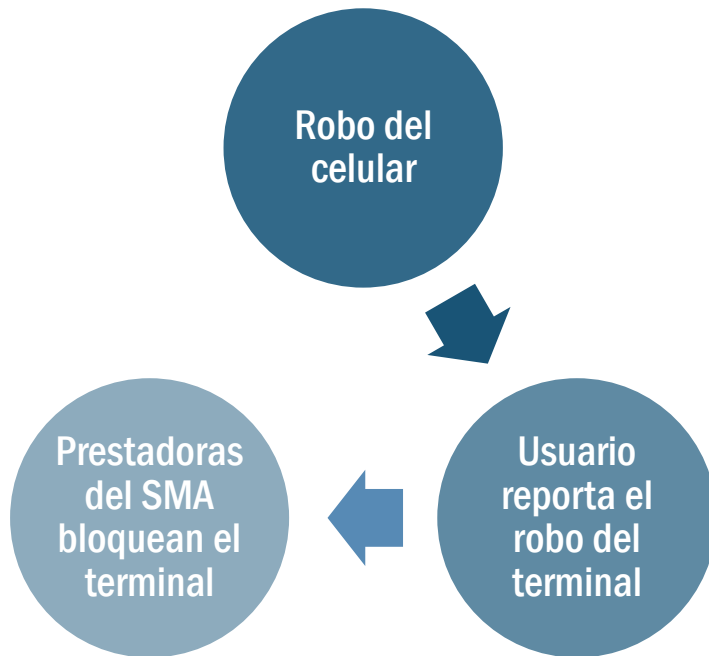 Robo del
celular
Usuario
reporta el
robo del
terminal
Prestadoras
del SMA
bloquean el
terminal